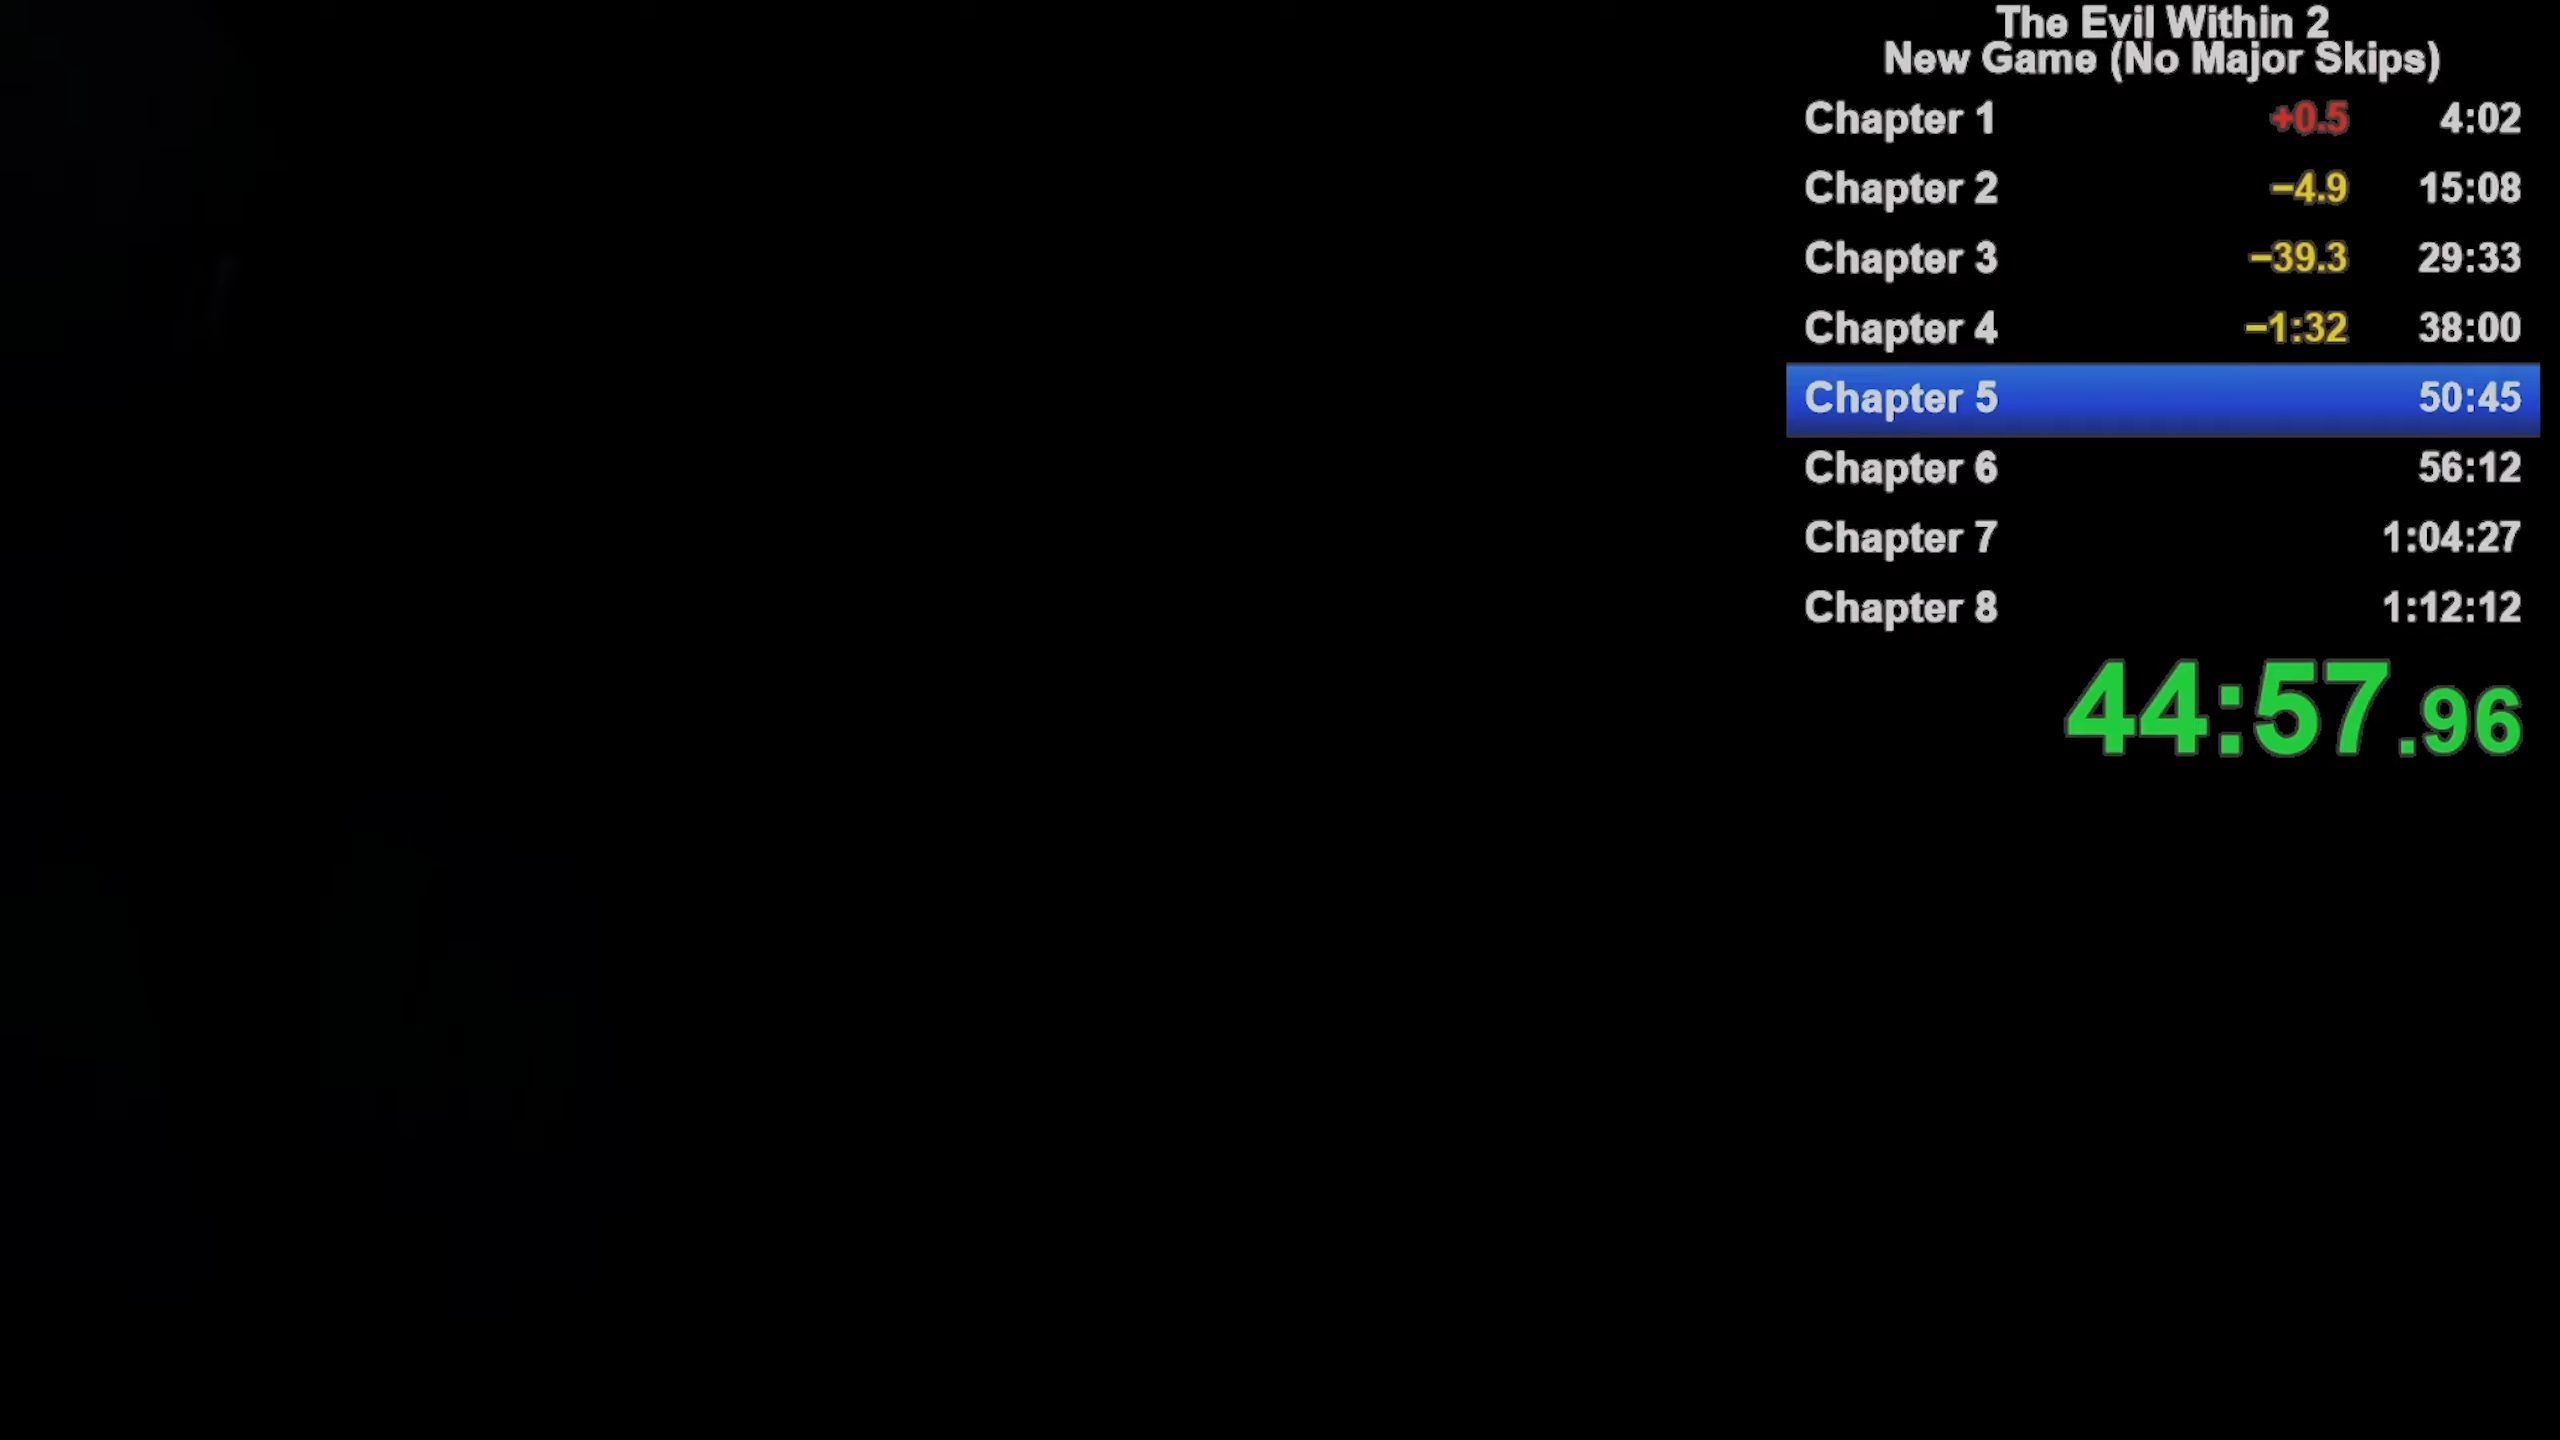 The Evil Within 2
New Game (No Major Skips)
Chapter 1 +0.5 4:02
Chapter 2 −4.9 15:08
Chapter 3 −39.3 29:33
Chapter 4 −1:32 38:00
Chapter 5 50:45
Chapter 6 56:12
Chapter 7 1:04:27
Chapter 8 1:12:12
44:57.96